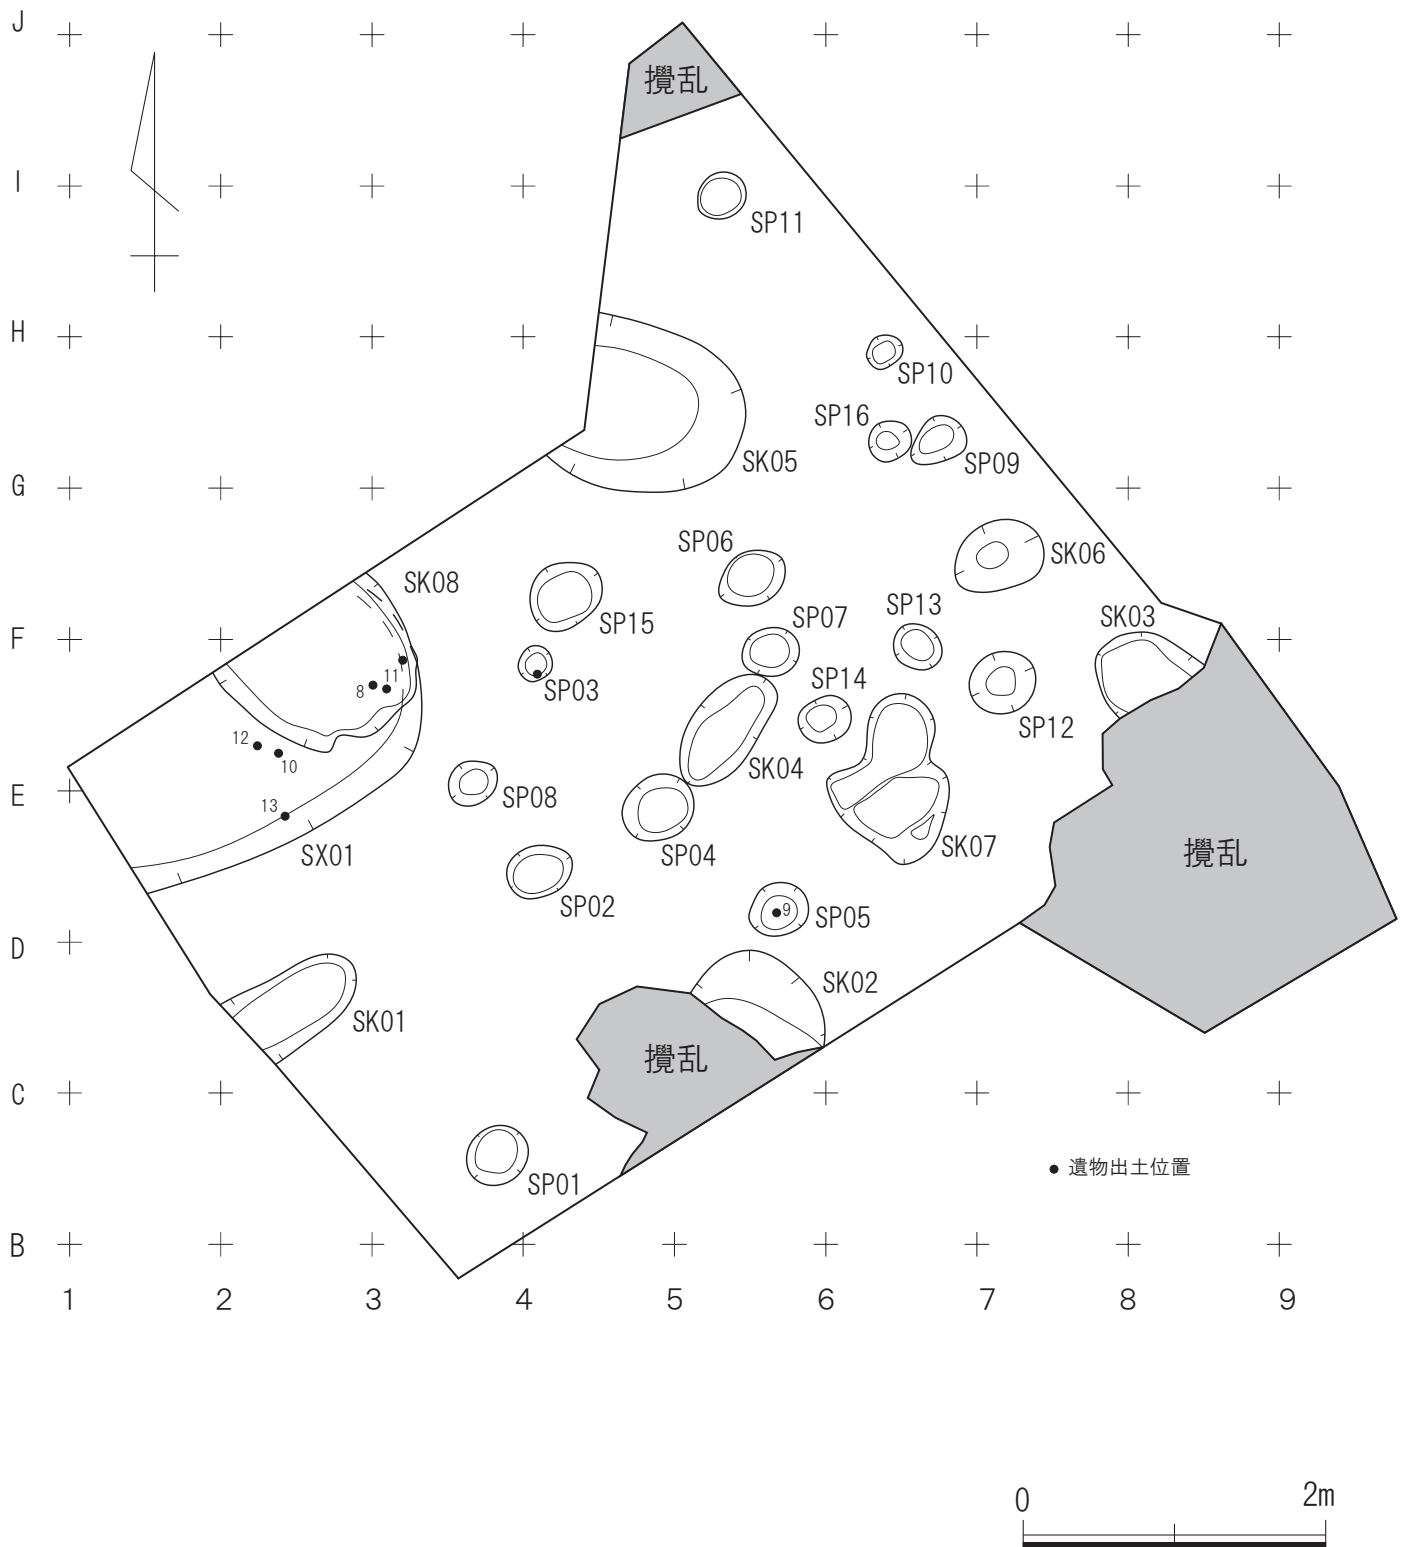 J
攪乱
I
SP11
H
SP10
SP16
SP09
SK05
G
SP06
SK06
SK08
SP13
SK03
SP07
SP15
F
11
8
SP03
SP14
SP12
12
10
SK04
E
13
SP08
SK07
SX01
SP04
攪乱
SP02
9
SP05
D
SK02
SK01
攪乱
C
遺物出土位置
SP01
B
1 2 3 4 5 6 7 8 9
0 2m